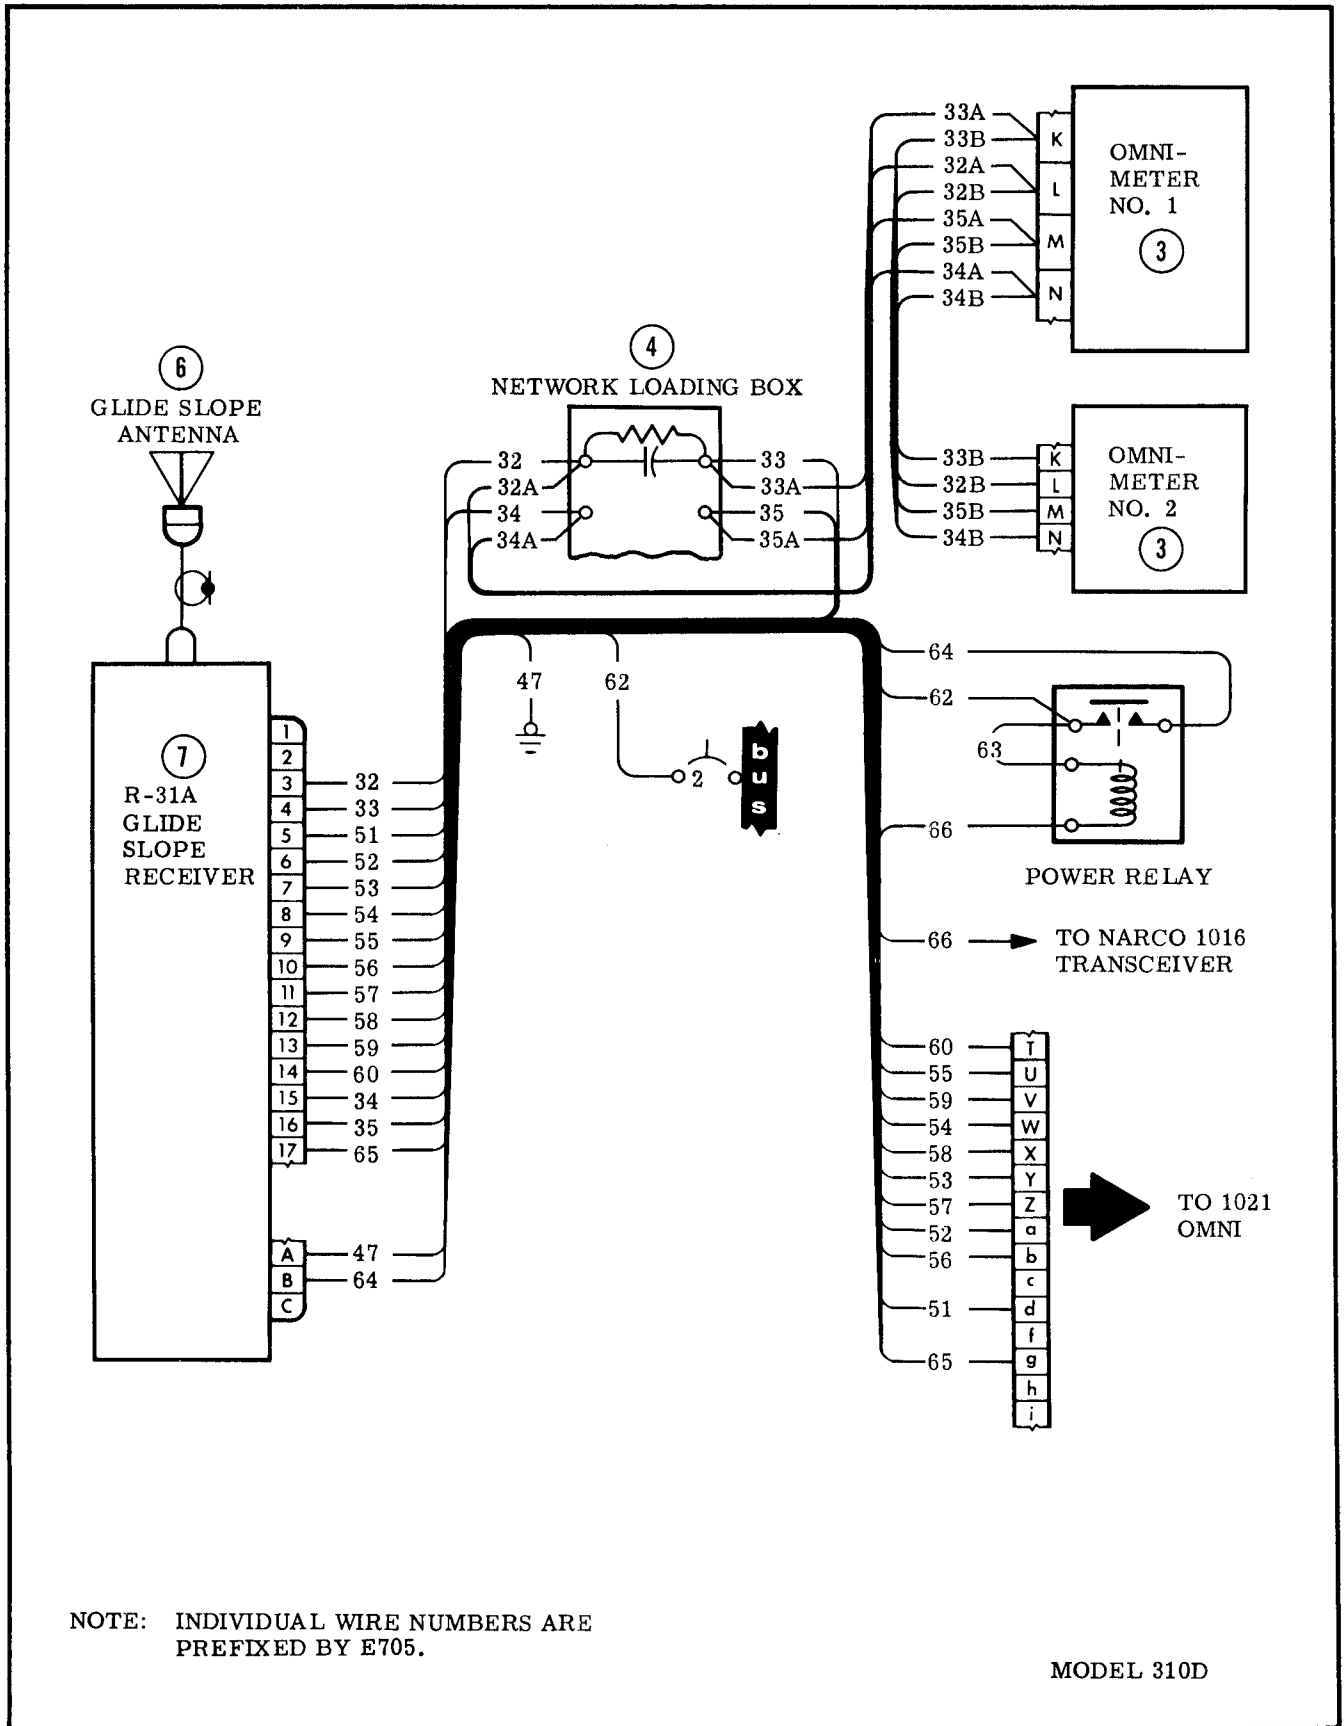 33A
33B
32A
32B
35A
35B
34A
34B
K
L
M
N
OMNI-
METER
NO. 1
3
4
NETWORK LOADING BOX
6
GLIDE SLOPE
ANTENNA
32
32A
34
34A
33
33A
35
35A
33B
32B
35B
34B
K
L
M
N
OMNI-
METER
NO. 2
3
47
62
2
bus
64
62
63
66
POWER RELAY
66
TO NARCO 1016
TRANSCEIVER
7
R-31A
GLIDE
SLOPE
RECEIVER
1
2
3 32
4 33
5 51
6 52
7 53
8 54
9 55
10 56
11 57
12 58
13 59
14 60
15 34
16 35
17 65
A 47
B 64
C
60 T
55 U
59 V
54 W
58 X
53 Y
57 Z
52 a
56 b
c
51 d
f
65 g
h
i
TO 1021
OMNI
NOTE: INDIVIDUAL WIRE NUMBERS ARE
PREFIXED BY E705.
MODEL 310D